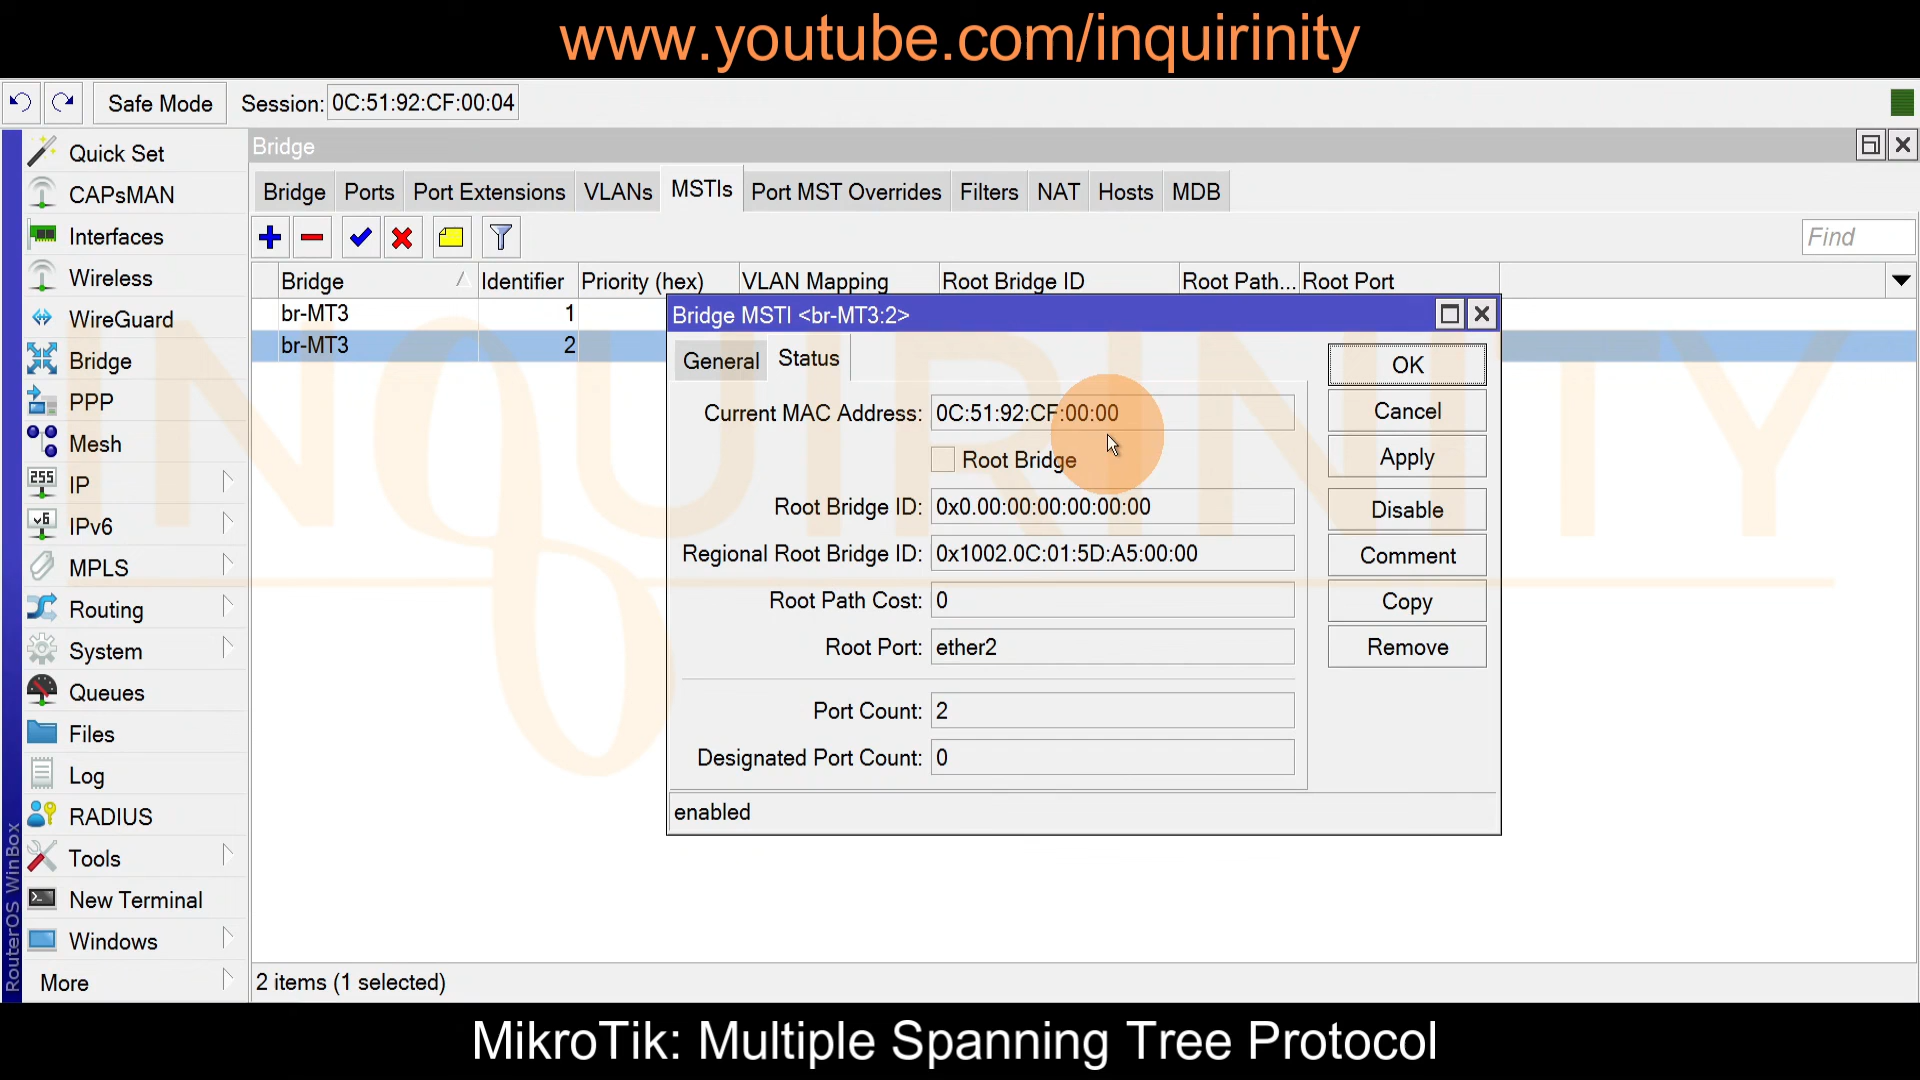 www.youtube.com/inquirinity
Safe Mode Session: 0C:51:92:CF:00:04
Quick Set
CAPsMAN
Interfaces
Wireless
WireGuard
Bridge
PPP
Mesh
255 IP
v6 IPv6
MPLS
Routing
System
Queues
Files
Log
RADIUS
Tools
New Terminal
Windows
More
RouterOS WinBox
Bridge
Bridge Ports Port Extensions VLANs MSTIs Port MST Overrides Filters NAT Hosts MDB
Find
Bridge Identifier Priority (hex) VLAN Mapping Root Bridge ID Root Path... Root Port
br-MT3 1
br-MT3 2
Bridge MSTI <br-MT3:2>
General Status
Current MAC Address: 0C:51:92:CF:00:00
Root Bridge
Root Bridge ID: 0x0.00:00:00:00:00:00
Regional Root Bridge ID: 0x1002.0C:01:5D:A5:00:00
Root Path Cost: 0
Root Port: ether2
Port Count: 2
Designated Port Count: 0
enabled
OK
Cancel
Apply
Disable
Comment
Copy
Remove
INQUIRINITY
2 items (1 selected)
MikroTik: Multiple Spanning Tree Protocol